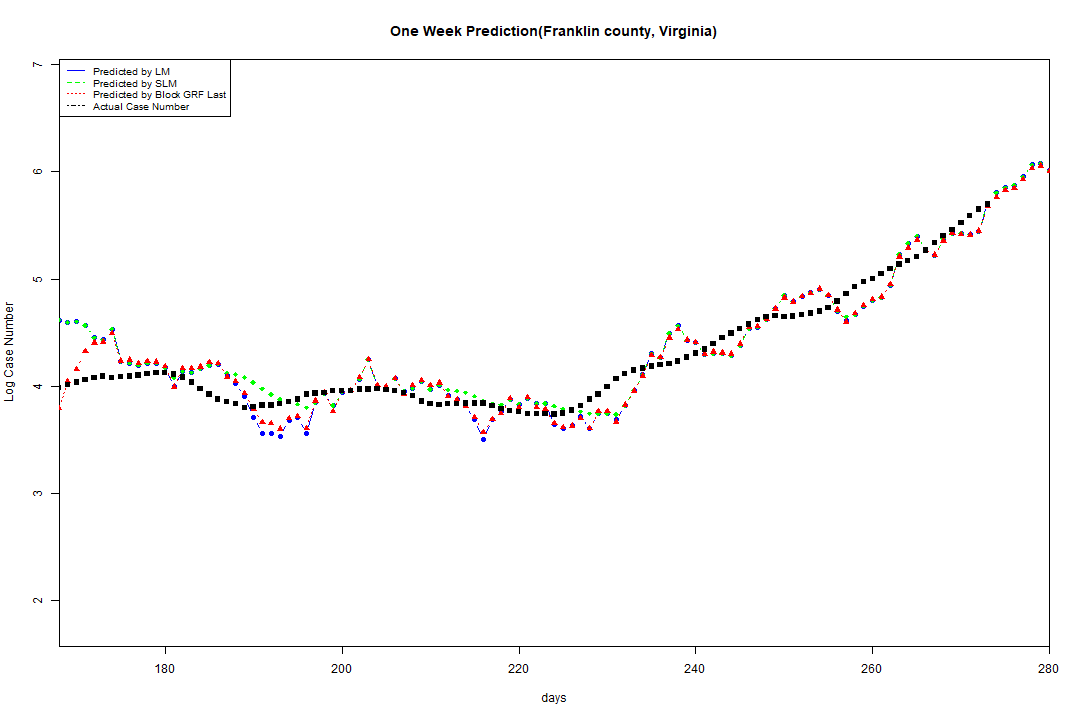 One Week Prediction(Franklin county, Virginia)
Predicted by LM
Predicted by SLM
Predicted by Block GRF Last
Actual Case Number
Log Case Number
7
6
5
4
3
2
180 200 220 240 260 280
days